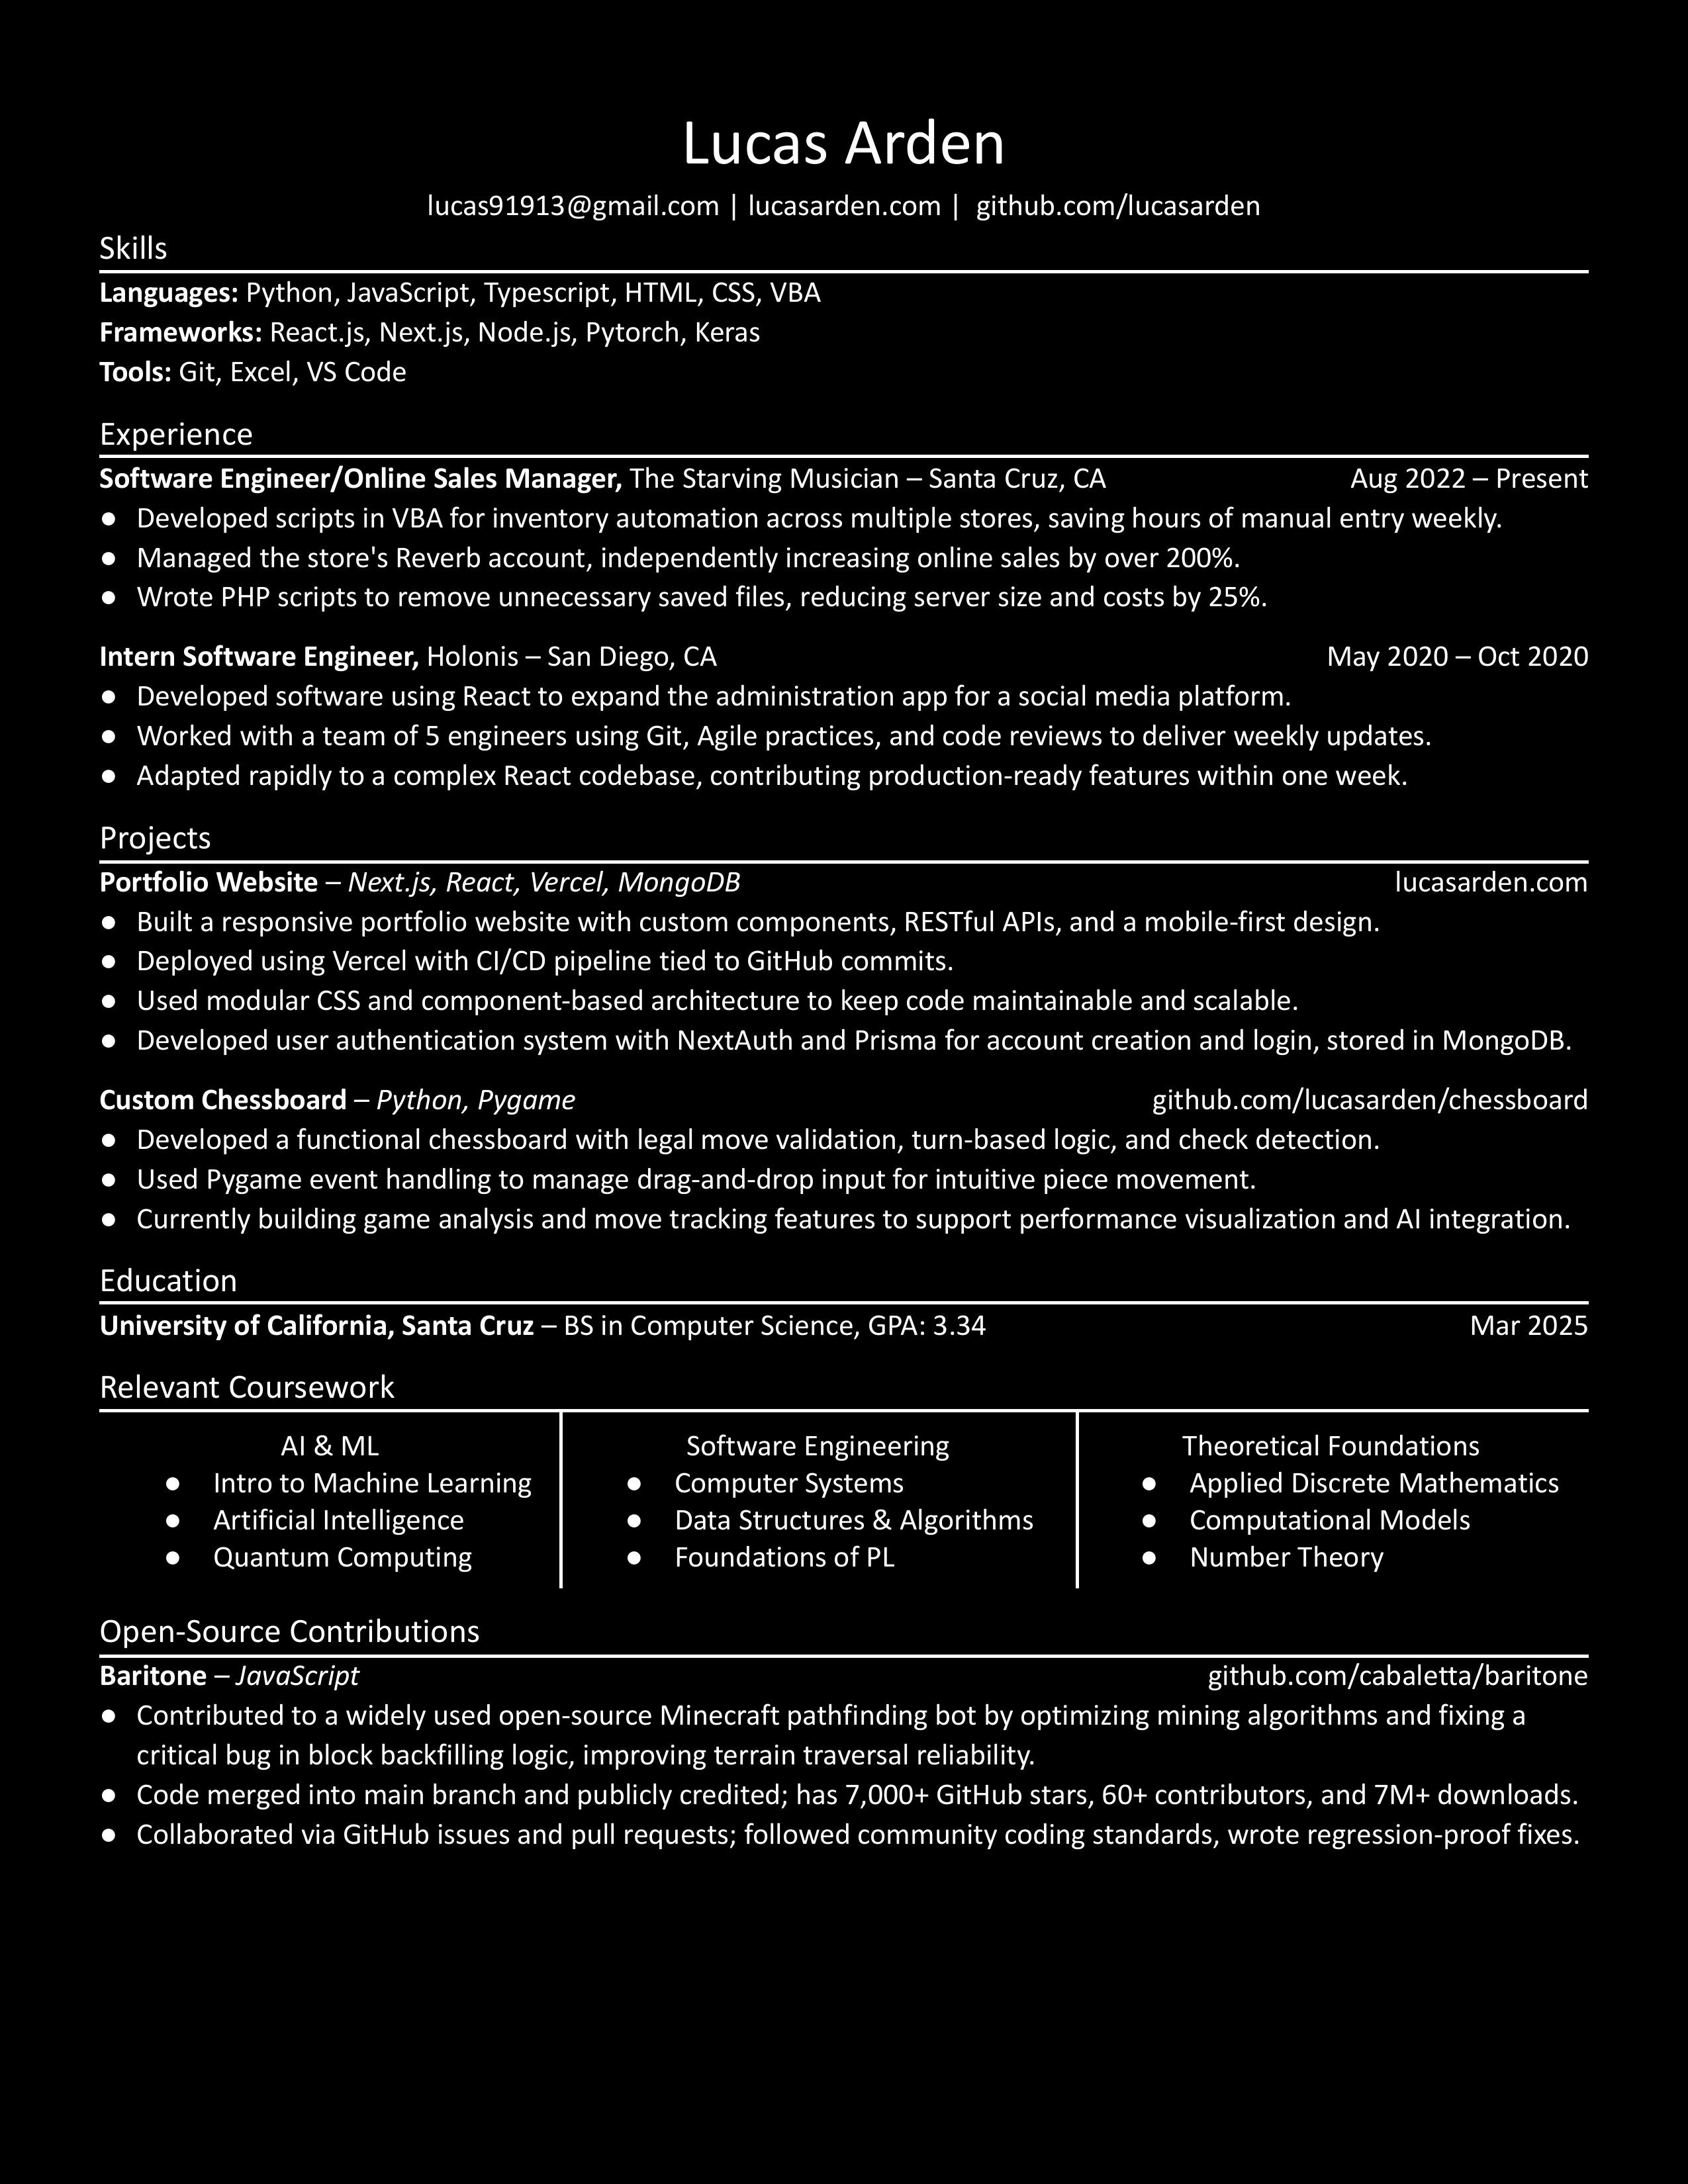 Lucas Arden
lucas91913@gmail.com | lucasarden.com | github.com/lucasarden
Skills
Languages: Python, JavaScript, Typescript, HTML, CSS, VBA
Frameworks: React.js, Next.js, Node.js, Pytorch, Keras
Tools: Git, Excel, VS Code
Experience
Software Engineer/Online Sales Manager, The Starving Musician – Santa Cruz, CA Aug 2022 – Present
● Developed scripts in VBA for inventory automation across multiple stores, saving hours of manual entry weekly.
● Managed the store's Reverb account, independently increasing online sales by over 200%.
● Wrote PHP scripts to remove unnecessary saved files, reducing server size and costs by 25%.
Intern Software Engineer, Holonis – San Diego, CA May 2020 – Oct 2020
● Developed software using React to expand the administration app for a social media platform.
● Worked with a team of 5 engineers using Git, Agile practices, and code reviews to deliver weekly updates.
● Adapted rapidly to a complex React codebase, contributing production-ready features within one week.
Projects
Portfolio Website – Next.js, React, Vercel, MongoDB lucasarden.com
● Built a responsive portfolio website with custom components, RESTful APIs, and a mobile-first design.
● Deployed using Vercel with CI/CD pipeline tied to GitHub commits.
● Used modular CSS and component-based architecture to keep code maintainable and scalable.
● Developed user authentication system with NextAuth and Prisma for account creation and login, stored in MongoDB.
Custom Chessboard – Python, Pygame github.com/lucasarden/chessboard
● Developed a functional chessboard with legal move validation, turn-based logic, and check detection.
● Used Pygame event handling to manage drag-and-drop input for intuitive piece movement.
● Currently building game analysis and move tracking features to support performance visualization and AI integration.
Education
University of California, Santa Cruz – BS in Computer Science, GPA: 3.34 Mar 2025
Relevant Coursework
AI & ML
● Intro to Machine Learning
● Artificial Intelligence
● Quantum Computing
Software Engineering
● Computer Systems
● Data Structures & Algorithms
● Foundations of PL
Theoretical Foundations
● Applied Discrete Mathematics
● Computational Models
● Number Theory
Open-Source Contributions
Baritone – JavaScript github.com/cabaletta/baritone
● Contributed to a widely used open-source Minecraft pathfinding bot by optimizing mining algorithms and fixing a
critical bug in block backfilling logic, improving terrain traversal reliability.
● Code merged into main branch and publicly credited; has 7,000+ GitHub stars, 60+ contributors, and 7M+ downloads.
● Collaborated via GitHub issues and pull requests; followed community coding standards, wrote regression-proof fixes.